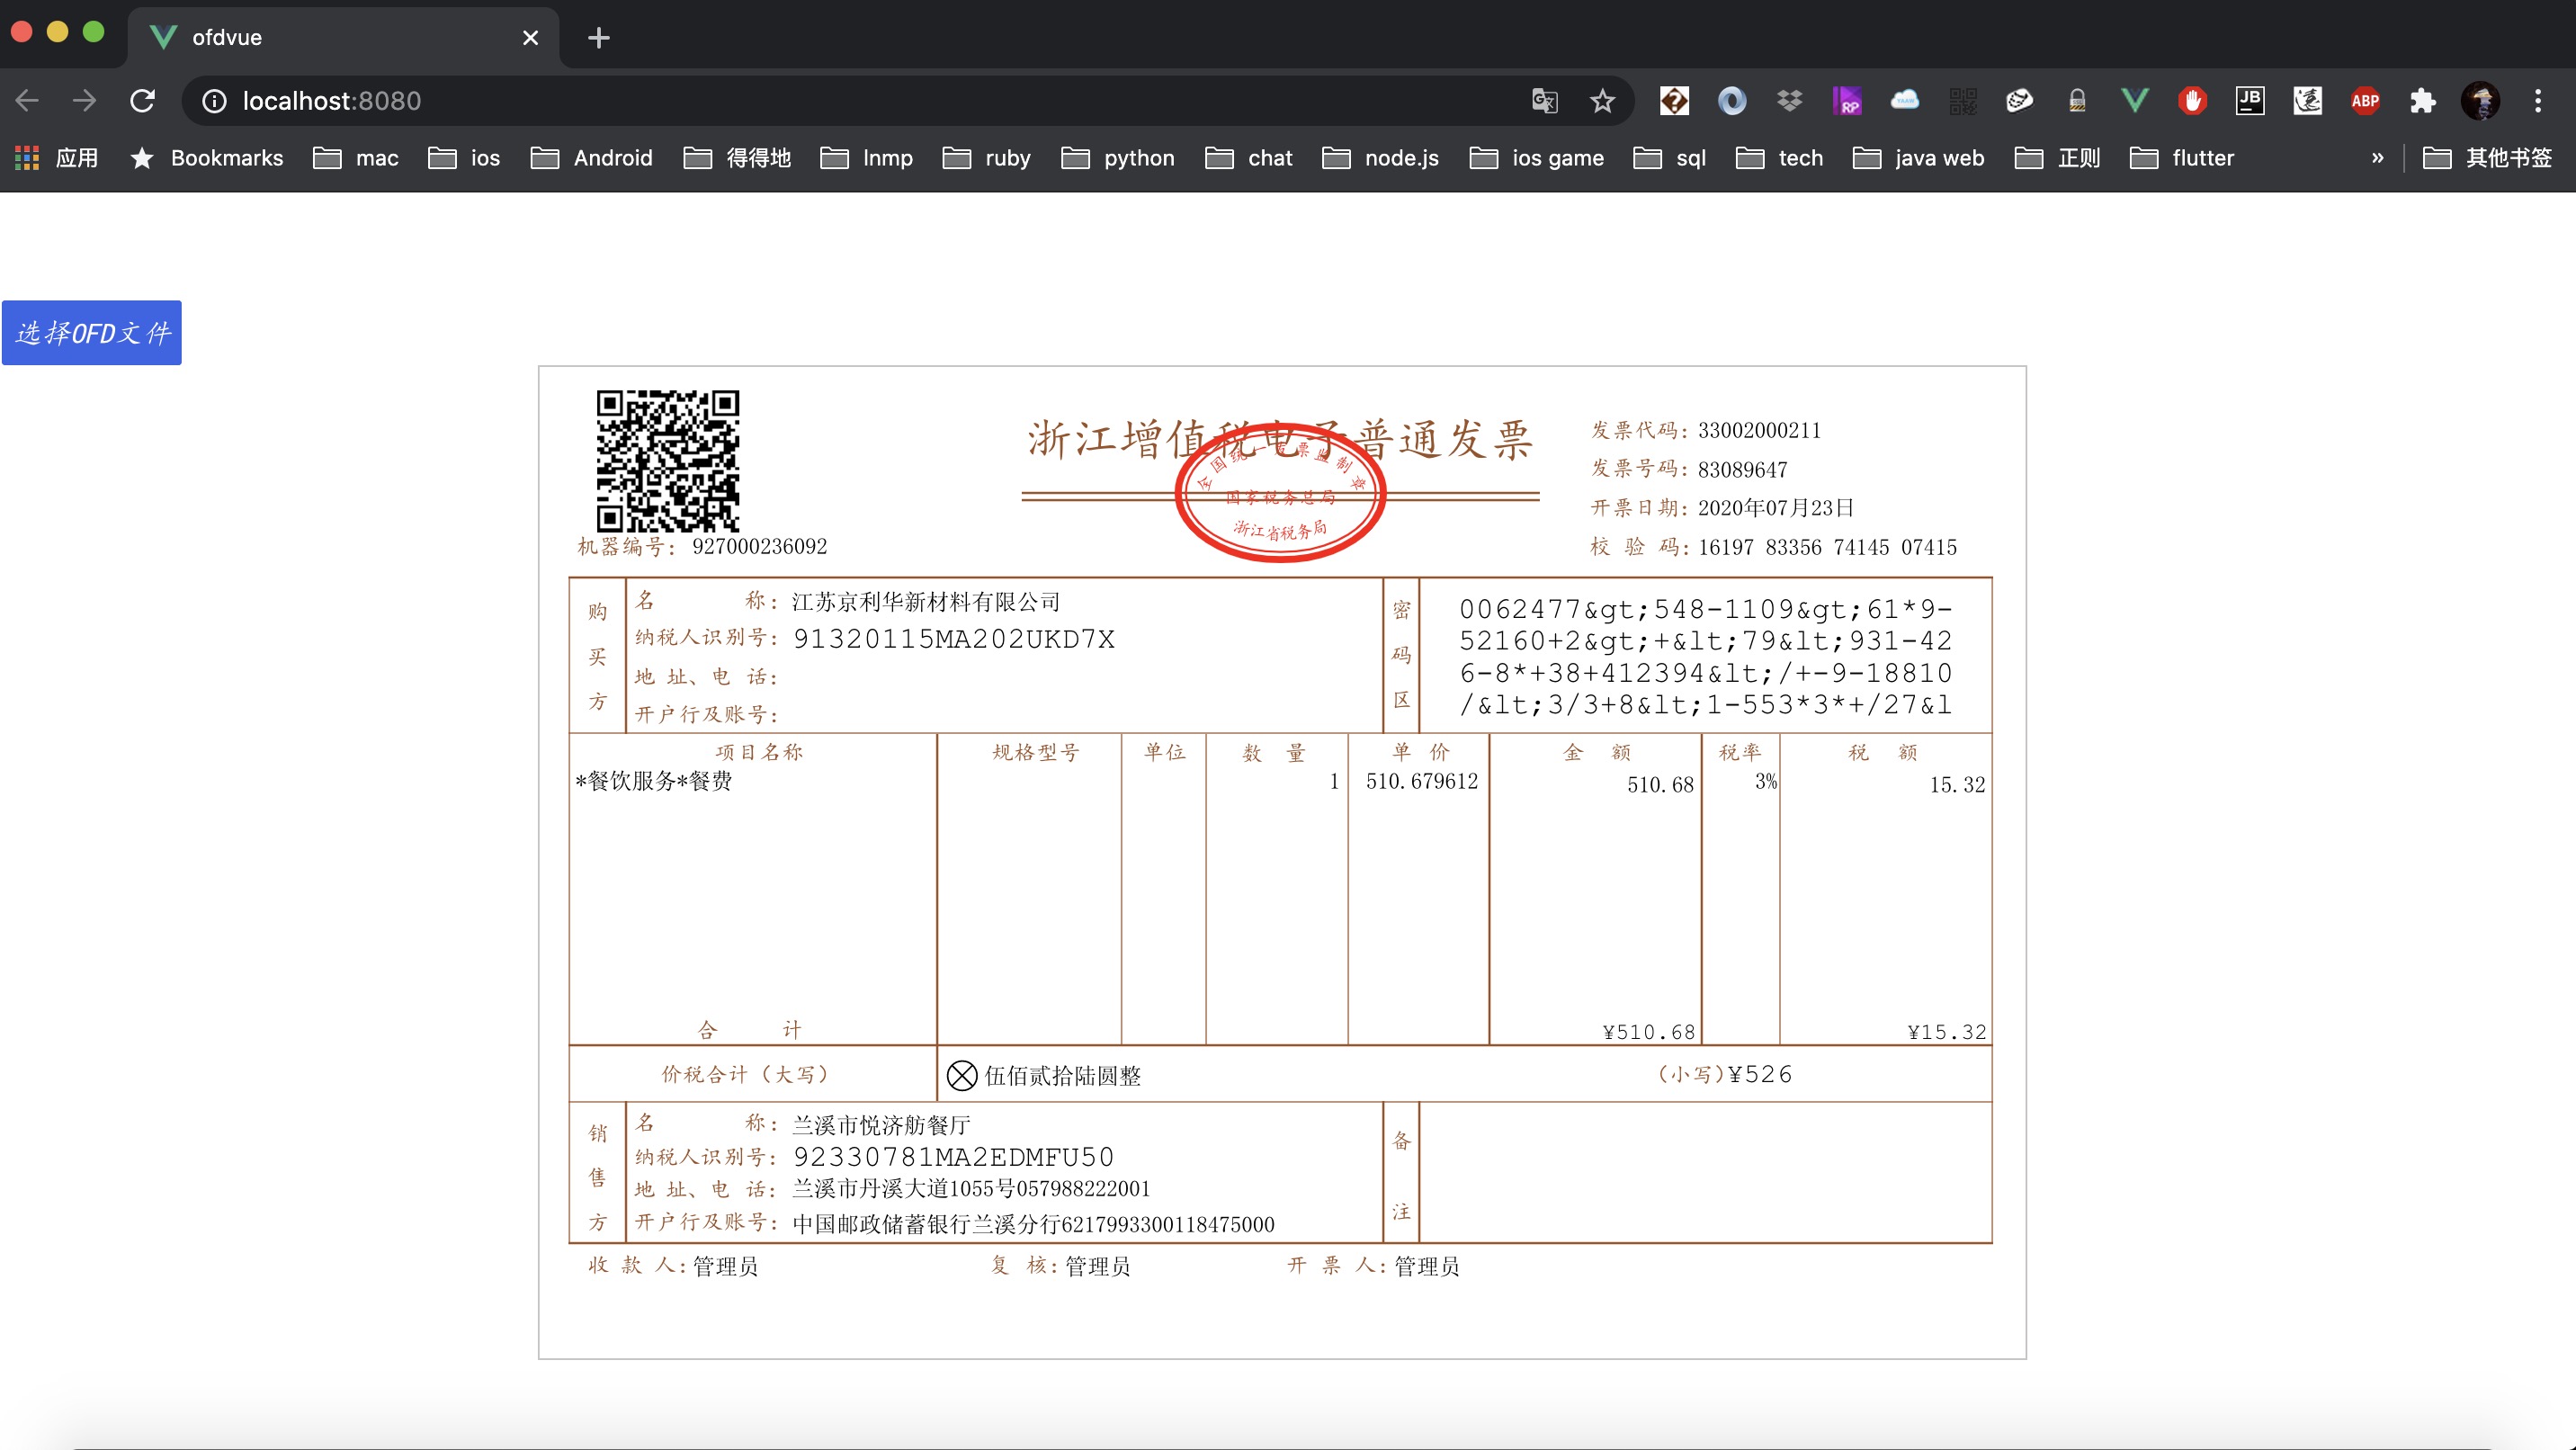 ofdvue
localhost:8080
RP
JB
ABP
应用 Bookmarks mac ios Android 得得地 lnmp ruby python chat node.js ios game sql tech java web 正则 flutter » 其他书签
选择OFD文件
浙江增值税电子普通发票
全国统一发票监制章
国家税务总局
浙江省税务局
发票代码: 33002000211
发票号码: 83089647
开票日期: 2020年07月23日
校 验 码: 16197 83356 74145 07415
机器编号: 927000236092
购买方
名 称: 江苏京利华新材料有限公司
纳税人识别号: 91320115MA202UKD7X
地 址、电 话:
开户行及账号:
密码区
0062477&gt;548-1109&gt;61*9-
52160+2&gt;+&lt;79&lt;931-42
6-8*+38+412394&lt;/+-9-18810
/&lt;3/3+8&lt;1-553*3*+/27&l
项目名称 规格型号 单位 数 量 单 价 金 额 税率 税 额
*餐饮服务*餐费 1 510.679612 510.68 3% 15.32
合 计 ¥510.68 ¥15.32
价税合计（大写） 伍佰贰拾陆圆整 (小写)¥526
销售方
名 称: 兰溪市悦济舫餐厅
纳税人识别号: 92330781MA2EDMFU50
地 址、电 话: 兰溪市丹溪大道1055号057988222001
开户行及账号: 中国邮政储蓄银行兰溪分行6217993300118475000
备注
收 款 人: 管理员 复 核: 管理员 开 票 人: 管理员